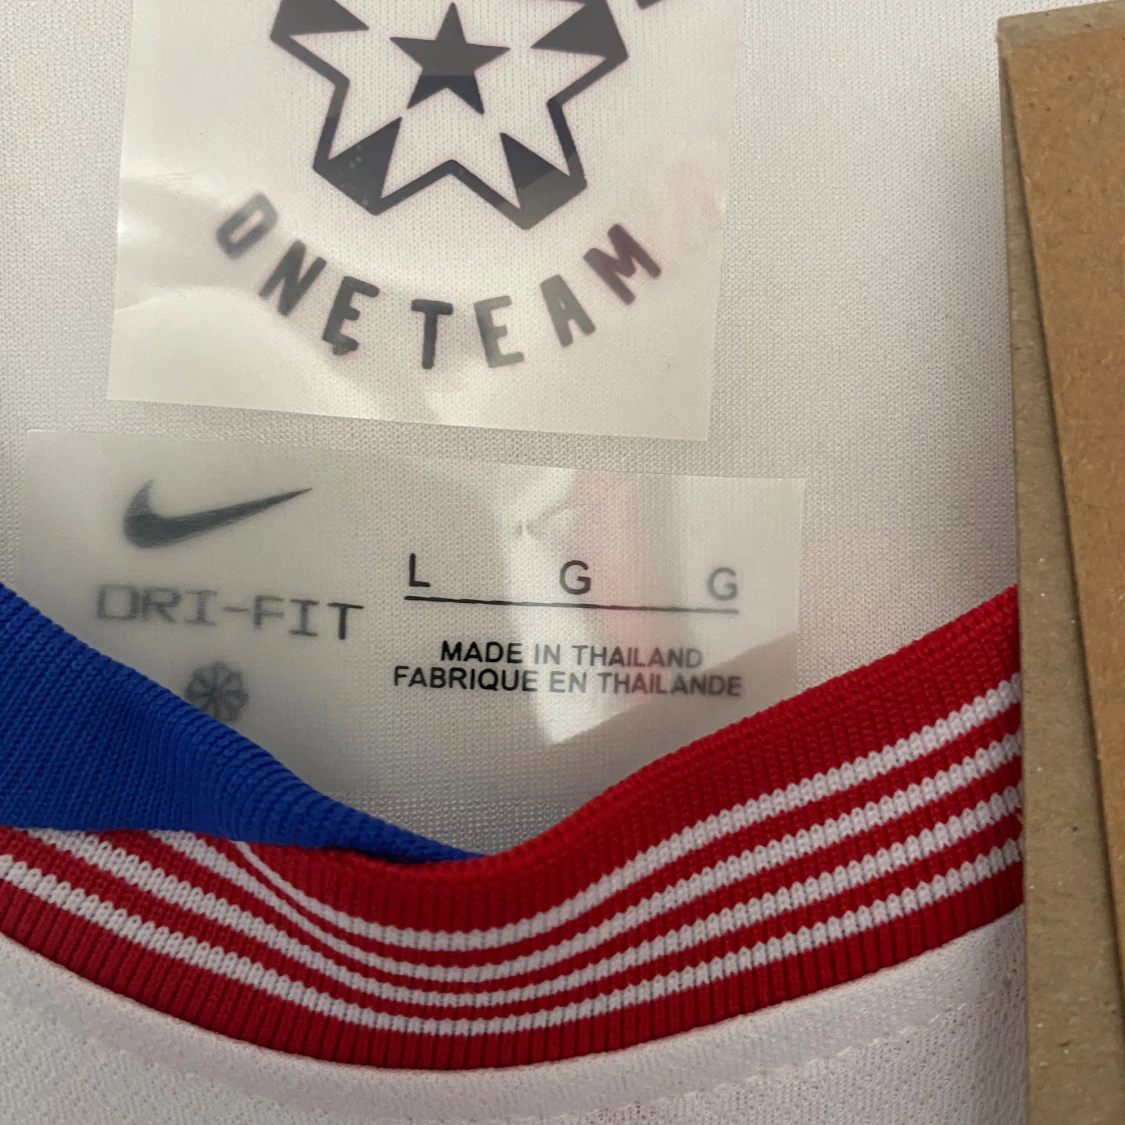 ONE TEAM
L G G
DRI-FIT
MADE IN THAILAND
FABRIQUE EN THAILANDE